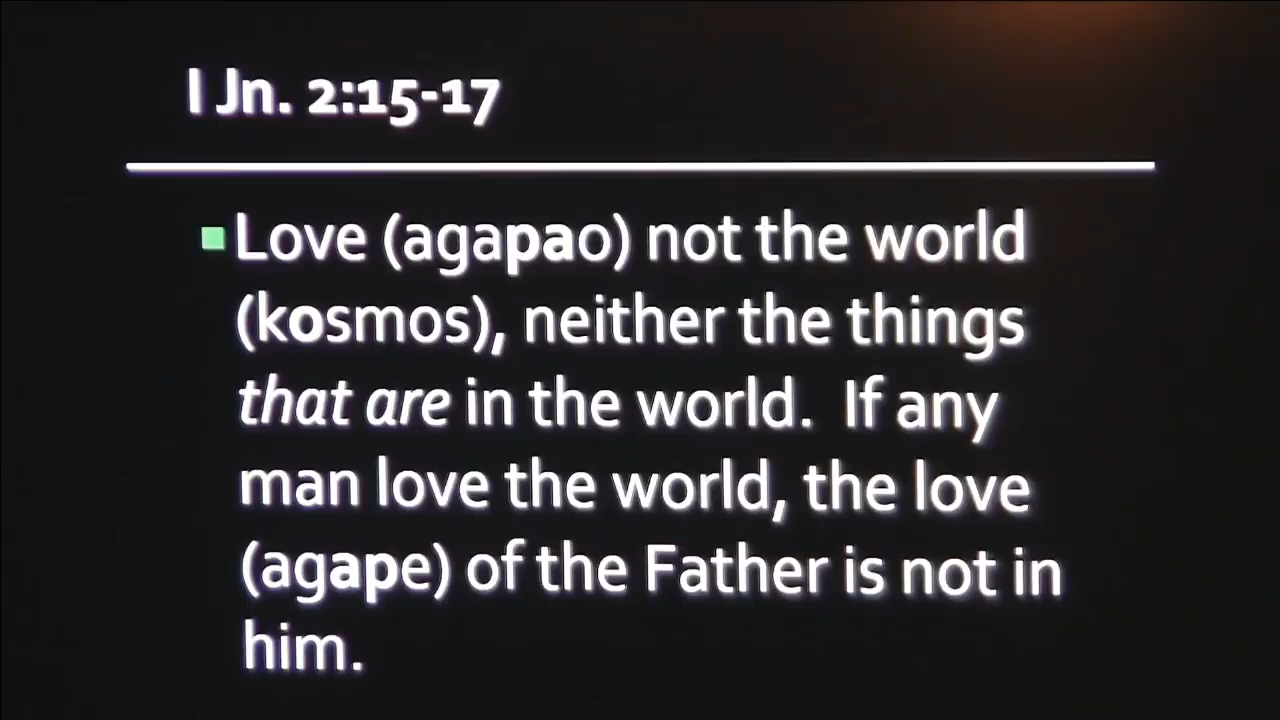 I Jn. 2:15-17
Love (agapao) not the world
(kosmos), neither the things
that are in the world.  If any
man love the world, the love
(agape) of the Father is not in
him.